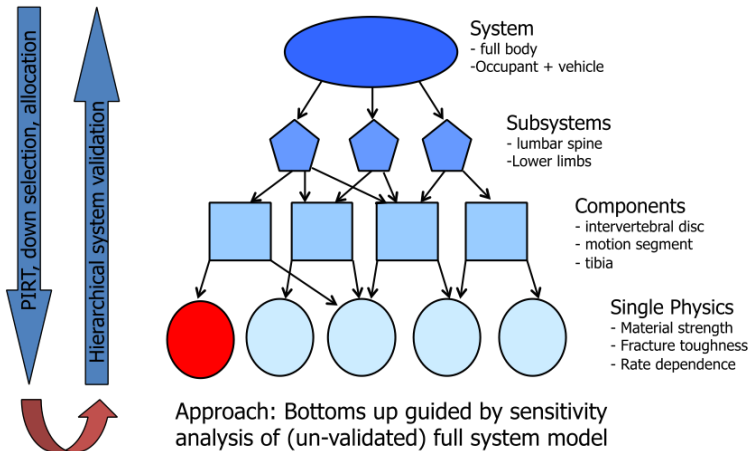 PIRT, down selection, allocation
Hierarchical system validation
System
- full body
-Occupant + vehicle
Subsystems
- lumbar spine
-Lower limbs
Components
- intervertebral disc
- motion segment
- tibia
Single Physics
- Material strength
- Fracture toughness
- Rate dependence
Approach: Bottoms up guided by sensitivity
analysis of (un-validated) full system model